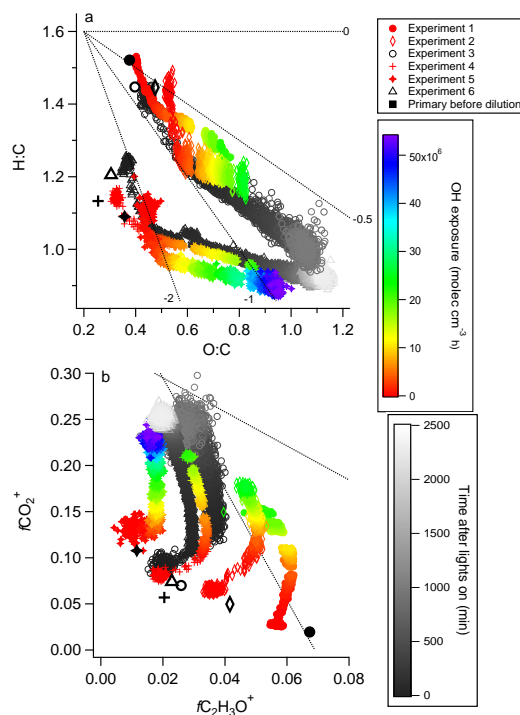 a
0
1.6
1.4
1.2
1.0
H:C
-0.5
-2
-1
0.2
0.4
0.6
0.8
1.0
1.2
O:C
Experiment 1
Experiment 2
Experiment 3
Experiment 4
Experiment 5
Experiment 6
Primary before dilution
50x10⁶
40
30
20
10
0
OH exposure (molec cm⁻³ h)
b
0.30
0.25
0.20
0.15
0.10
0.05
0.00
fCO₂⁺
0.00
0.02
0.04
0.06
0.08
fC₂H₃O⁺
2500
2000
1500
1000
500
0
Time after lights on (min)